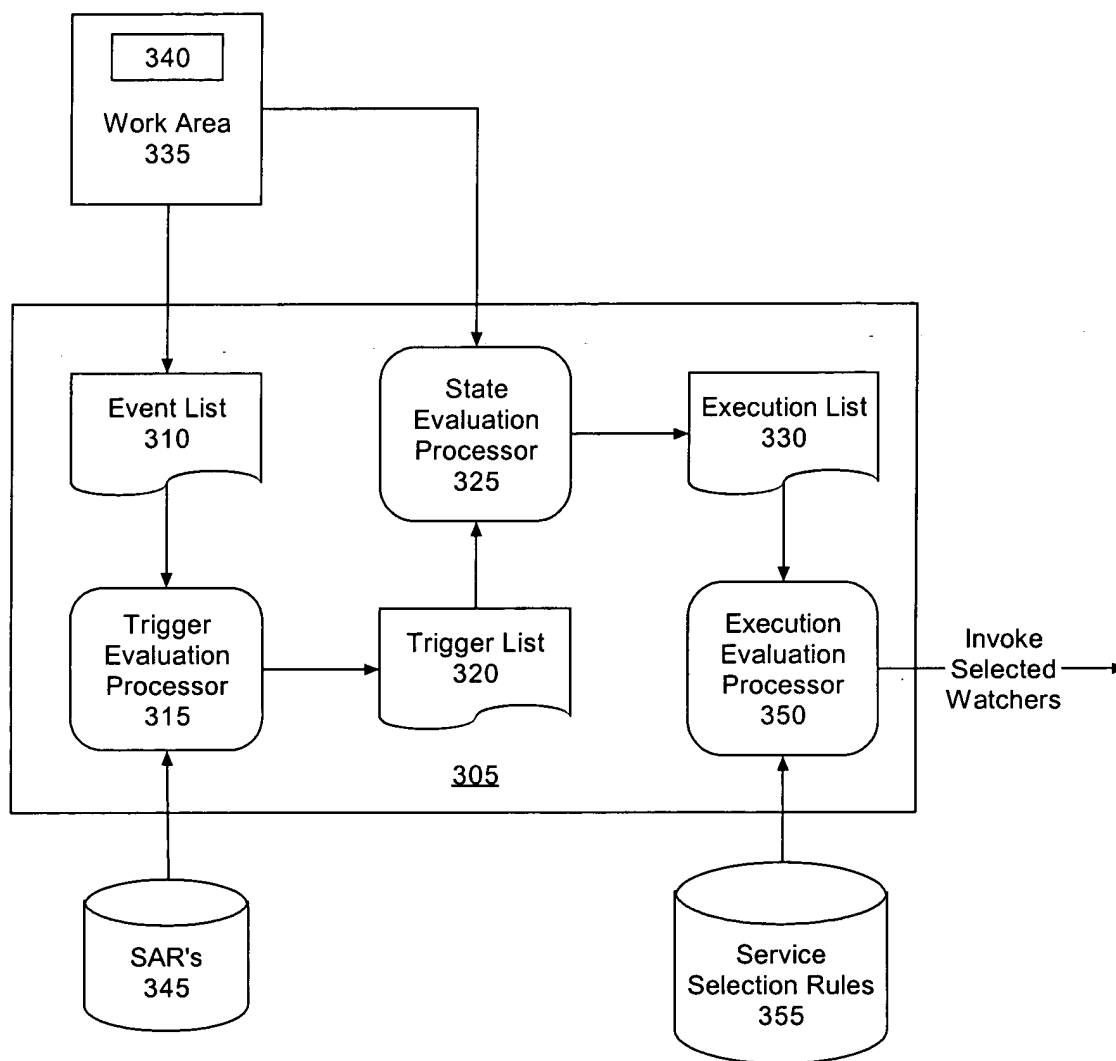 340
Work Area
335
Event List
310
State
Evaluation
Processor
325
Execution List
330
Trigger
Evaluation
Processor
315
Trigger List
320
Execution
Evaluation
Processor
350
Invoke
Selected
Watchers
305
SAR's
345
Service
Selection Rules
355